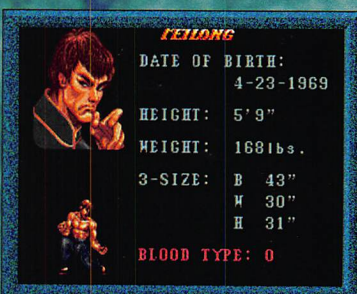 FEILONG
DATE OF BIRTH:
4-23-1969
HEIGHT: 5'9"
WEIGHT: 168lbs.
3-SIZE: B 43"
W 30"
H 31"
BLOOD TYPE: O